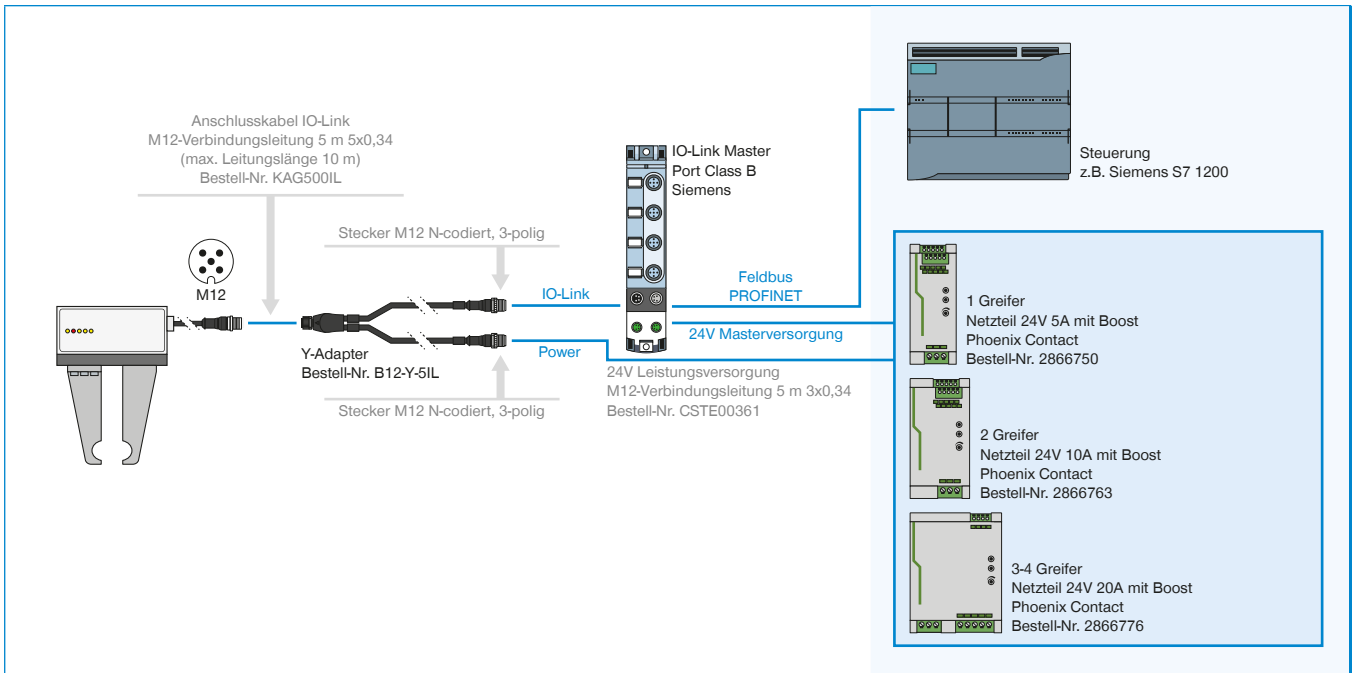 Anschlusskabel IO-Link
M12-Verbindungsleitung 5 m 5x0,34
(max. Leitungslänge 10 m)
Bestell-Nr. KAG500IL
M12
Stecker M12 N-codiert, 3-polig
Y-Adapter
Bestell-Nr. B12-Y-5IL
Stecker M12 N-codiert, 3-polig
IO-Link
Power
IO-Link Master
Port Class B
Siemens
Feldbus
PROFINET
24V Masterversorgung
24V Leistungsversorgung
M12-Verbindungsleitung 5 m 3x0,34
Bestell-Nr. CSTE00361
Steuerung
z.B. Siemens S7 1200
1 Greifer
Netzteil 24V 5A mit Boost
Phoenix Contact
Bestell-Nr. 2866750
2 Greifer
Netzteil 24V 10A mit Boost
Phoenix Contact
Bestell-Nr. 2866763
3-4 Greifer
Netzteil 24V 20A mit Boost
Phoenix Contact
Bestell-Nr. 2866776